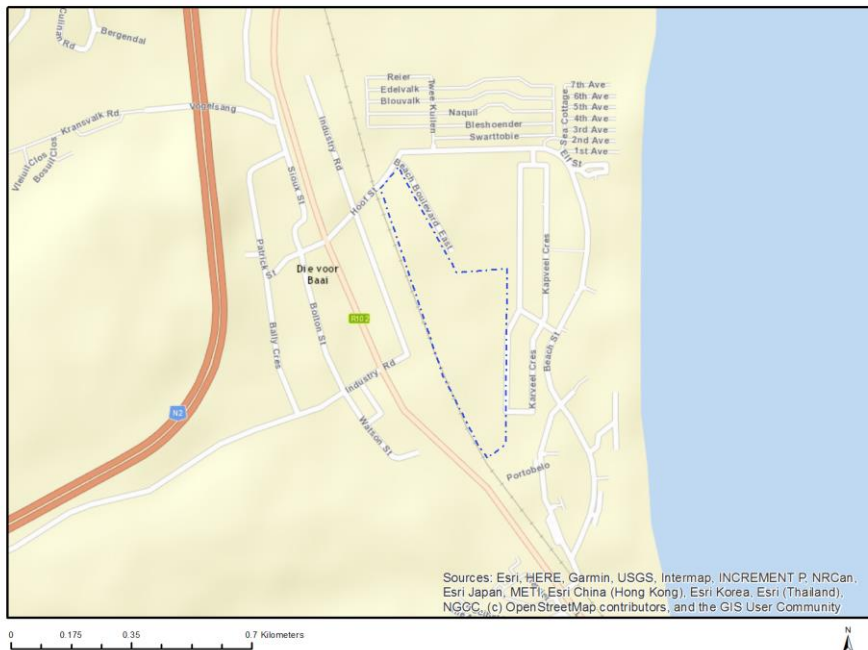 Culinan Rd
Bergendal
Vogelsang
Kransvalk Rd
Vleiuil Clos
Bosuil Clos
Sioux St
Industry Rd
Reier
Edelvalk
Blouvalk
Twee Kuilen
Naquil
Bleshoender
Swarttobie
Sea Cottage
7th Ave
6th Ave
5th Ave
4th Ave
3rd Ave
2nd Ave
1st Ave
Elf St
Hoof St
Beach Boulevard East
Patrick St
Die voor
Baai
Bolton St
Bally Cres
R102
Kapveel Cres
Beach St
Karveel Cres
Industry Rd
N2
Watson St
Portobelo
Sources: Esri, HERE, Garmin, USGS, Intermap, INCREMENT P, NRCan,
Esri Japan, METI, Esri China (Hong Kong), Esri Korea, Esri (Thailand),
NGCC, (c) OpenStreetMap contributors, and the GIS User Community
0 0.175 0.35 0.7 Kilometers
N